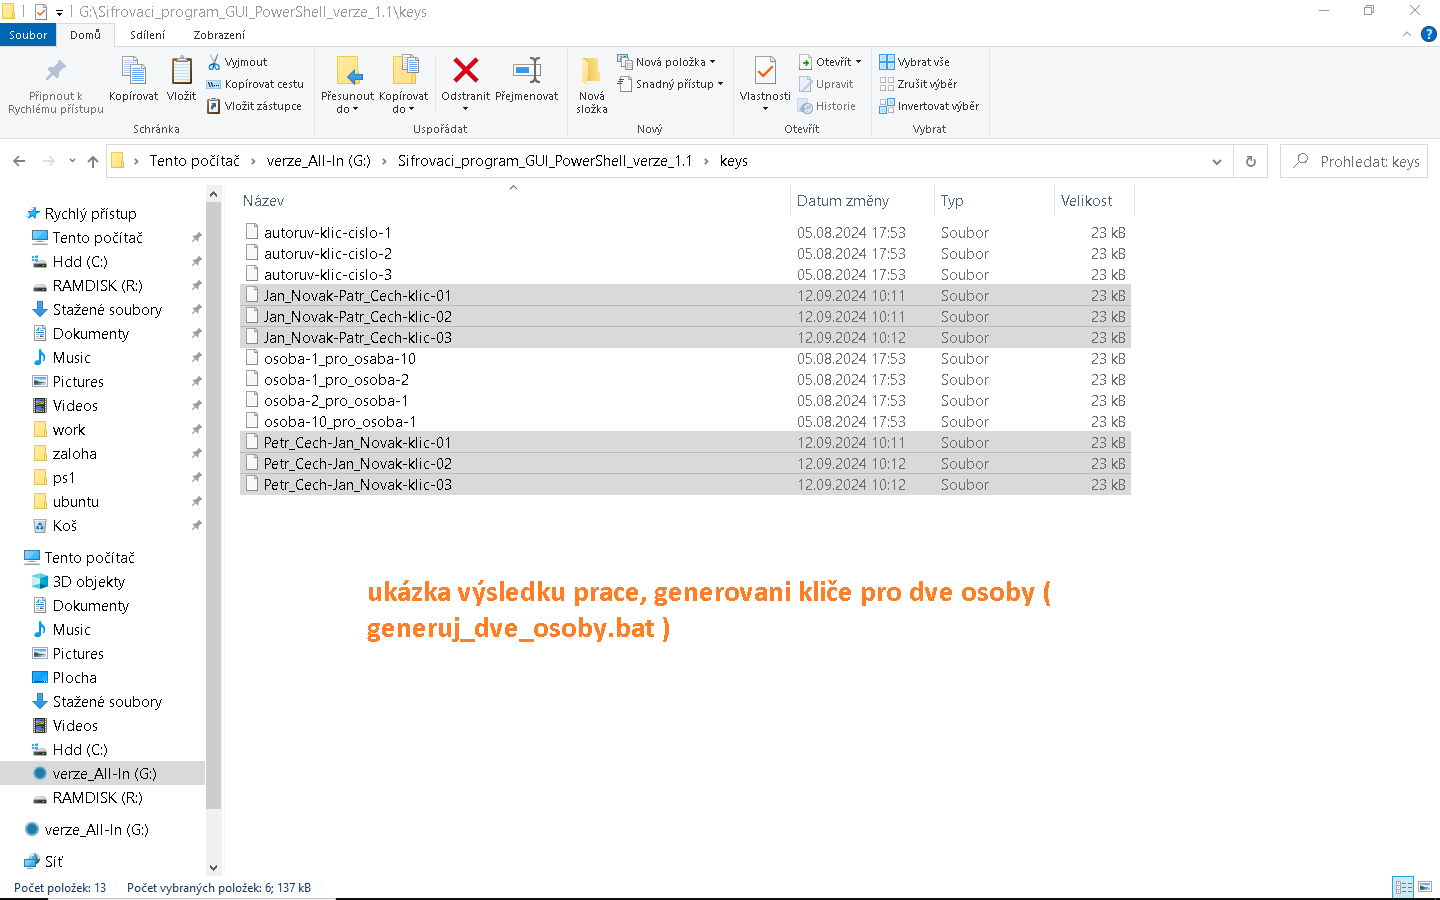 G:\Sifrovaci_program_GUI_PowerShell_verze_1.1\keys
Soubor Domů Sdílení Zobrazení
Připnout k Rychlému přístupu
Kopírovat
Vložit
Vyjmout
Kopírovat cestu
Vložit zástupce
Schránka
Přesunout do
Kopírovat do
Odstranit
Přejmenovat
Uspořádat
Nová složka
Nová položka
Snadný přístup
Nový
Vlastnosti
Otevřít
Upravit
Historie
Otevřít
Vybrat vše
Zrušit výběr
Invertovat výběr
Vybrat
Tento počítač › verze_All-In (G:) › Sifrovaci_program_GUI_PowerShell_verze_1.1 › keys
Prohledat: keys
Rychlý přístup
Tento počítač
Hdd (C:)
RAMDISK (R:)
Stažené soubory
Dokumenty
Music
Pictures
Videos
work
zaloha
ps1
ubuntu
Koš
Tento počítač
3D objekty
Dokumenty
Music
Pictures
Plocha
Stažené soubory
Videos
Hdd (C:)
verze_All-In (G:)
RAMDISK (R:)
verze_All-In (G:)
Síť
Název Datum změny Typ Velikost
autoruv-klic-cislo-1 05.08.2024 17:53 Soubor 23 kB
autoruv-klic-cislo-2 05.08.2024 17:53 Soubor 23 kB
autoruv-klic-cislo-3 05.08.2024 17:53 Soubor 23 kB
Jan_Novak-Patr_Cech-klic-01 12.09.2024 10:11 Soubor 23 kB
Jan_Novak-Patr_Cech-klic-02 12.09.2024 10:11 Soubor 23 kB
Jan_Novak-Patr_Cech-klic-03 12.09.2024 10:12 Soubor 23 kB
osoba-1_pro_osaba-10 05.08.2024 17:53 Soubor 23 kB
osoba-1_pro_osoba-2 05.08.2024 17:53 Soubor 23 kB
osoba-2_pro_osoba-1 05.08.2024 17:53 Soubor 23 kB
osoba-10_pro_osoba-1 05.08.2024 17:53 Soubor 23 kB
Petr_Cech-Jan_Novak-klic-01 12.09.2024 10:11 Soubor 23 kB
Petr_Cech-Jan_Novak-klic-02 12.09.2024 10:12 Soubor 23 kB
Petr_Cech-Jan_Novak-klic-03 12.09.2024 10:12 Soubor 23 kB
ukázka výsledku prace, generovani kliče pro dve osoby (
generuj_dve_osoby.bat )
Počet položek: 13 Počet vybraných položek: 6; 137 kB